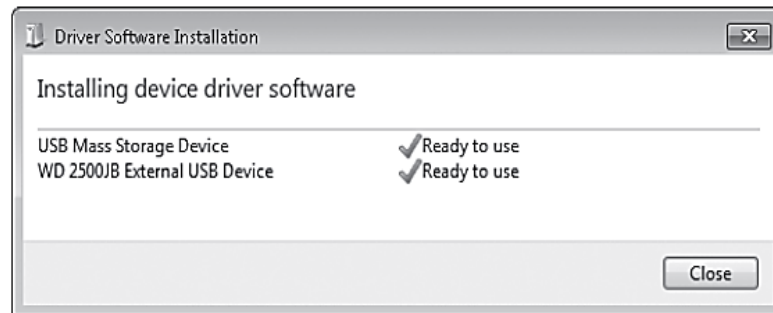 Driver Software Installation
Installing device driver software
USB Mass Storage Device Ready to use
WD 2500JB External USB Device Ready to use
Close